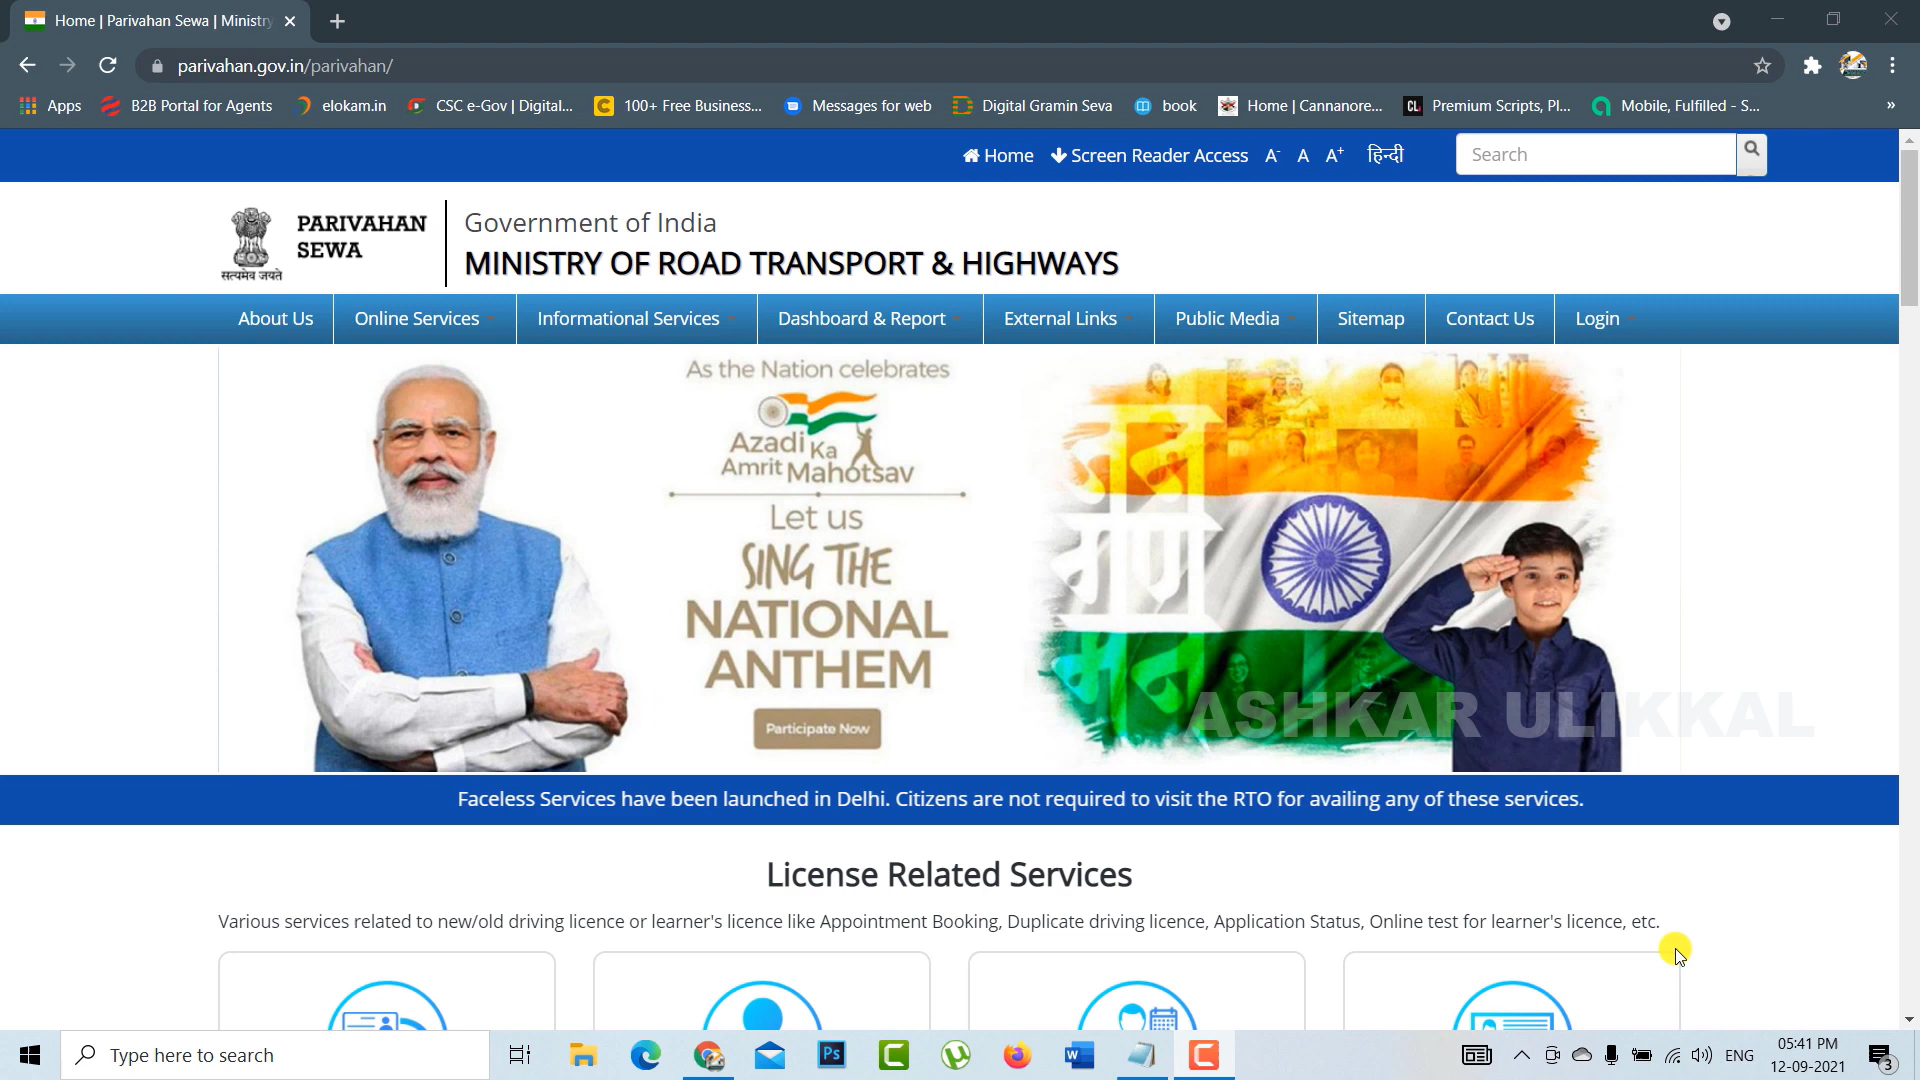 Home | Parivahan Sewa | Ministry
parivahan.gov.in/parivahan/
Apps
B2B Portal for Agents
elokam.in
CSC e-Gov | Digital...
100+ Free Business...
Messages for web
Digital Gramin Seva
book
Home | Cannanore...
Premium Scripts, Pl...
Mobile, Fulfilled - S...
»
Home
Screen Reader Access
A-
A
A+
हिन्दी
Search
PARIVAHAN
SEWA
सत्यमेव जयते
Government of India
MINISTRY OF ROAD TRANSPORT & HIGHWAYS
About Us
Online Services
Informational Services
Dashboard & Report
External Links
Public Media
Sitemap
Contact Us
Login
As the Nation celebrates
Azadi Ka
Amrit Mahotsav
Let us
SING THE
NATIONAL
ANTHEM
Participate Now
जन
गण
मन
ASHKAR ULIKKAL
Faceless Services have been launched in Delhi. Citizens are not required to visit the RTO for availing any of these services.
License Related Services
Various services related to new/old driving licence or learner's licence like Appointment Booking, Duplicate driving licence, Application Status, Online test for learner's licence, etc.
Type here to search
Ps
ENG
05:41 PM
12-09-2021
3